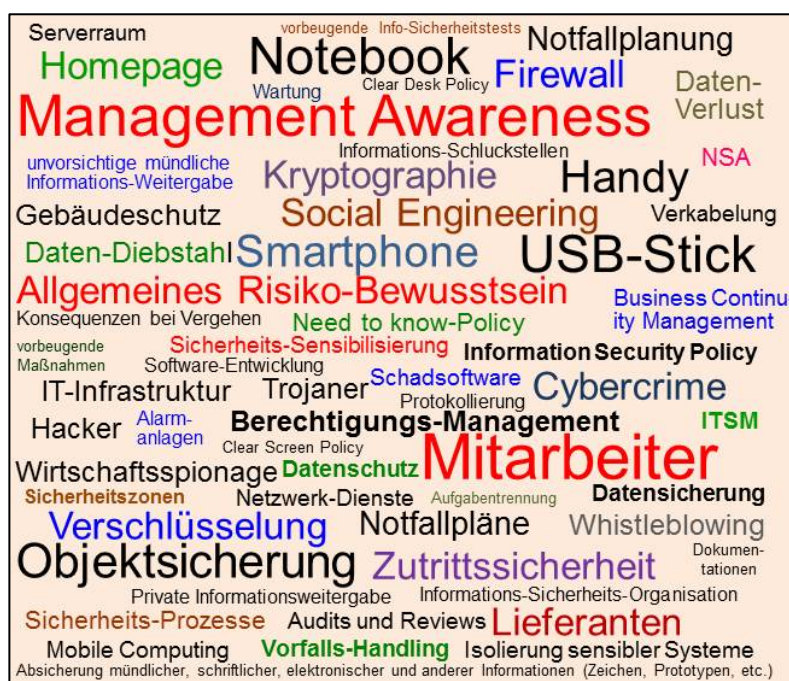 Serverraum
vorbeugende Info-Sicherheitstests
Notebook
Notfallplanung
Homepage
Wartung
Clear Desk Policy
Firewall
Daten-
Verlust
Management Awareness
Informations-Schluckstellen
NSA
unvorsichtige mündliche
Informations-Weitergabe
Kryptographie
Handy
Gebäudeschutz
Social Engineering
Verkabelung
Daten-Diebstahl
Smartphone
USB-Stick
Allgemeines Risiko-Bewusstsein
Business Continu-
ity Management
Konsequenzen bei Vergehen
Need to know-Policy
vorbeugende
Maßnahmen
Sicherheits-Sensibilisierung
Information Security Policy
Software-Entwicklung
IT-Infrastruktur
Trojaner
Schadsoftware
Cybercrime
Protokollierung
Hacker
Alarm-
anlagen
Berechtigungs-Management
ITSM
Clear Screen Policy
Mitarbeiter
Wirtschaftsspionage
Datenschutz
Sicherheitszonen
Netzwerk-Dienste
Aufgabentrennung
Datensicherung
Verschlüsselung
Notfallpläne
Whistleblowing
Objektsicherung
Zutrittssicherheit
Dokumen-
tationen
Private Informationsweitergabe
Informations-Sicherheits-Organisation
Sicherheits-Prozesse
Audits und Reviews
Lieferanten
Mobile Computing
Vorfalls-Handling
Isolierung sensibler Systeme
Absicherung mündlicher, schriftlicher, elektronischer und anderer Informationen (Zeichen, Prototypen, etc.)